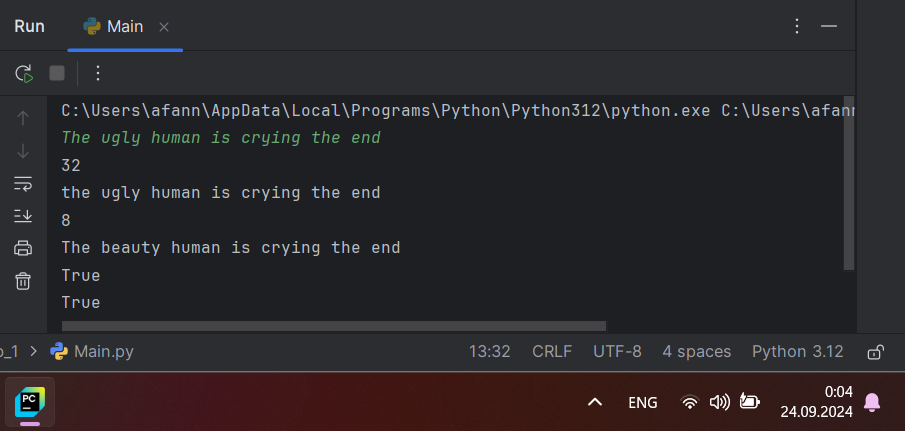 Run Main
C:\Users\afann\AppData\Local\Programs\Python\Python312\python.exe C:\Users\afann
The ugly human is crying the end
32
the ugly human is crying the end
8
The beauty human is crying the end
True
True
_1 > Main.py 13:32 CRLF UTF-8 4 spaces Python 3.12
PC ENG 0:04
24.09.2024